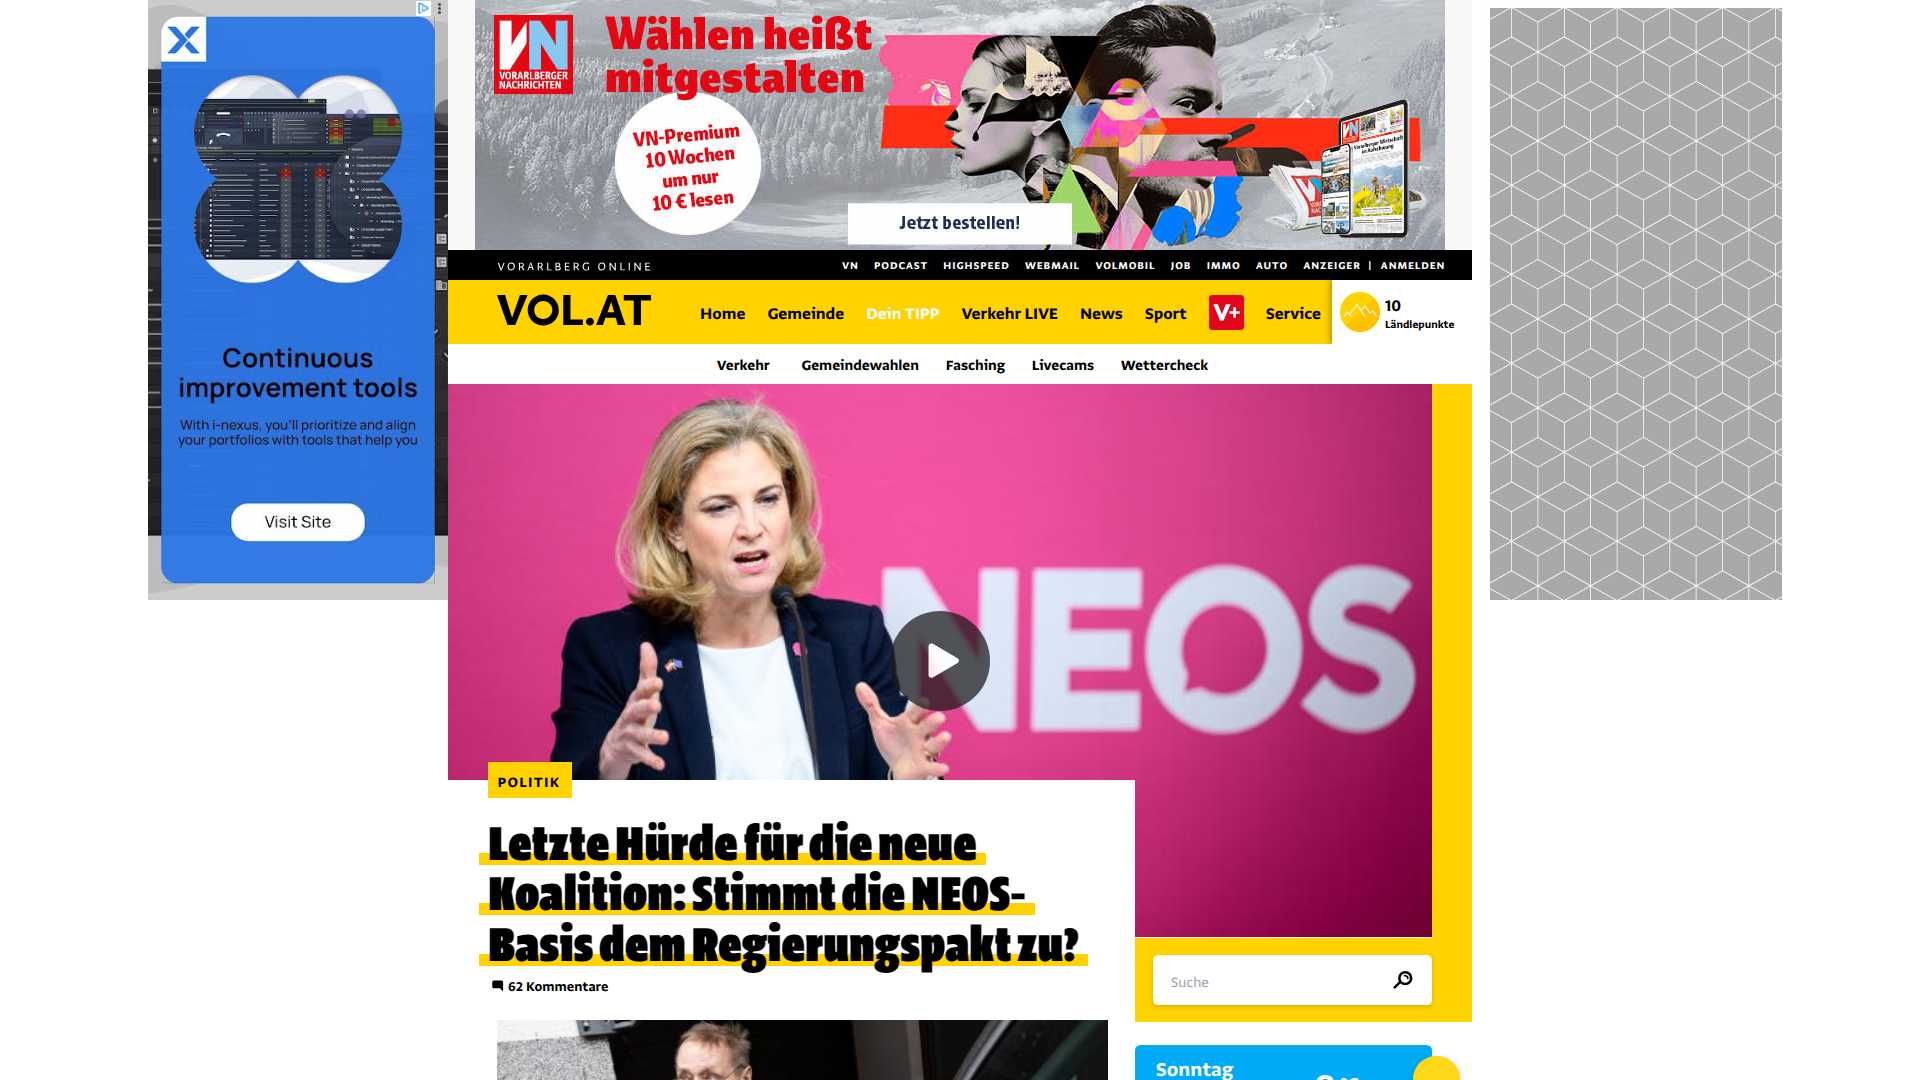 VN
VORARLBERGER
NACHRICHTEN
Wählen heißt
mitgestalten
VN-Premium
10 Wochen
um nur
10 € lesen
Jetzt bestellen!
Continuous
improvement tools
With i-nexus, you'll prioritize and align
your portfolios with tools that help you
Visit Site
VORARLBERG ONLINE
VN PODCAST HIGHSPEED WEBMAIL VOLMOBIL JOB IMMO AUTO ANZEIGER | ANMELDEN
VOL.AT
Home Gemeinde Dein TIPP Verkehr LIVE News Sport V+ Service
10
Ländlepunkte
Verkehr Gemeindewahlen Fasching Livecams Wettercheck
NEOS
POLITIK
Letzte Hürde für die neue
Koalition: Stimmt die NEOS-
Basis dem Regierungspakt zu?
62 Kommentare
Suche
Sonntag